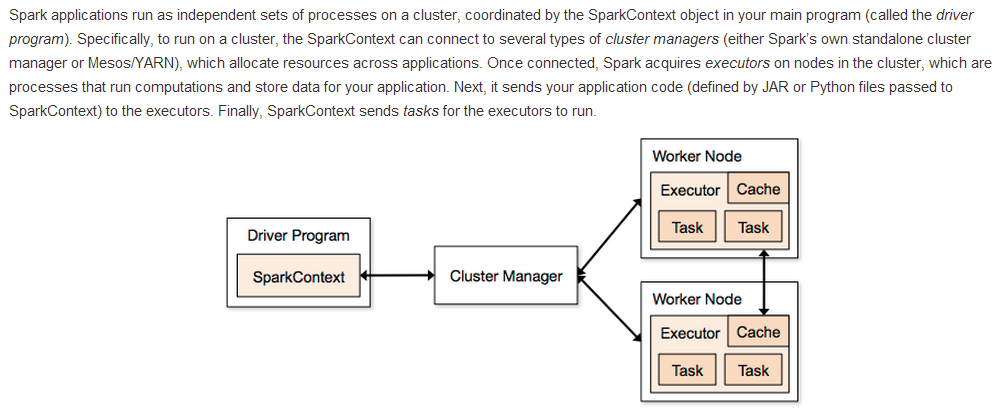 Spark applications run as independent sets of processes on a cluster, coordinated by the SparkContext object in your main program (called the driver
program). Specifically, to run on a cluster, the SparkContext can connect to several types of cluster managers (either Spark's own standalone cluster
manager or Mesos/YARN), which allocate resources across applications. Once connected, Spark acquires executors on nodes in the cluster, which are
processes that run computations and store data for your application. Next, it sends your application code (defined by JAR or Python files passed to
SparkContext) to the executors. Finally, SparkContext sends tasks for the executors to run.
Driver Program
SparkContext
Cluster Manager
Worker Node
Executor Cache
Task Task
Worker Node
Executor Cache
Task Task